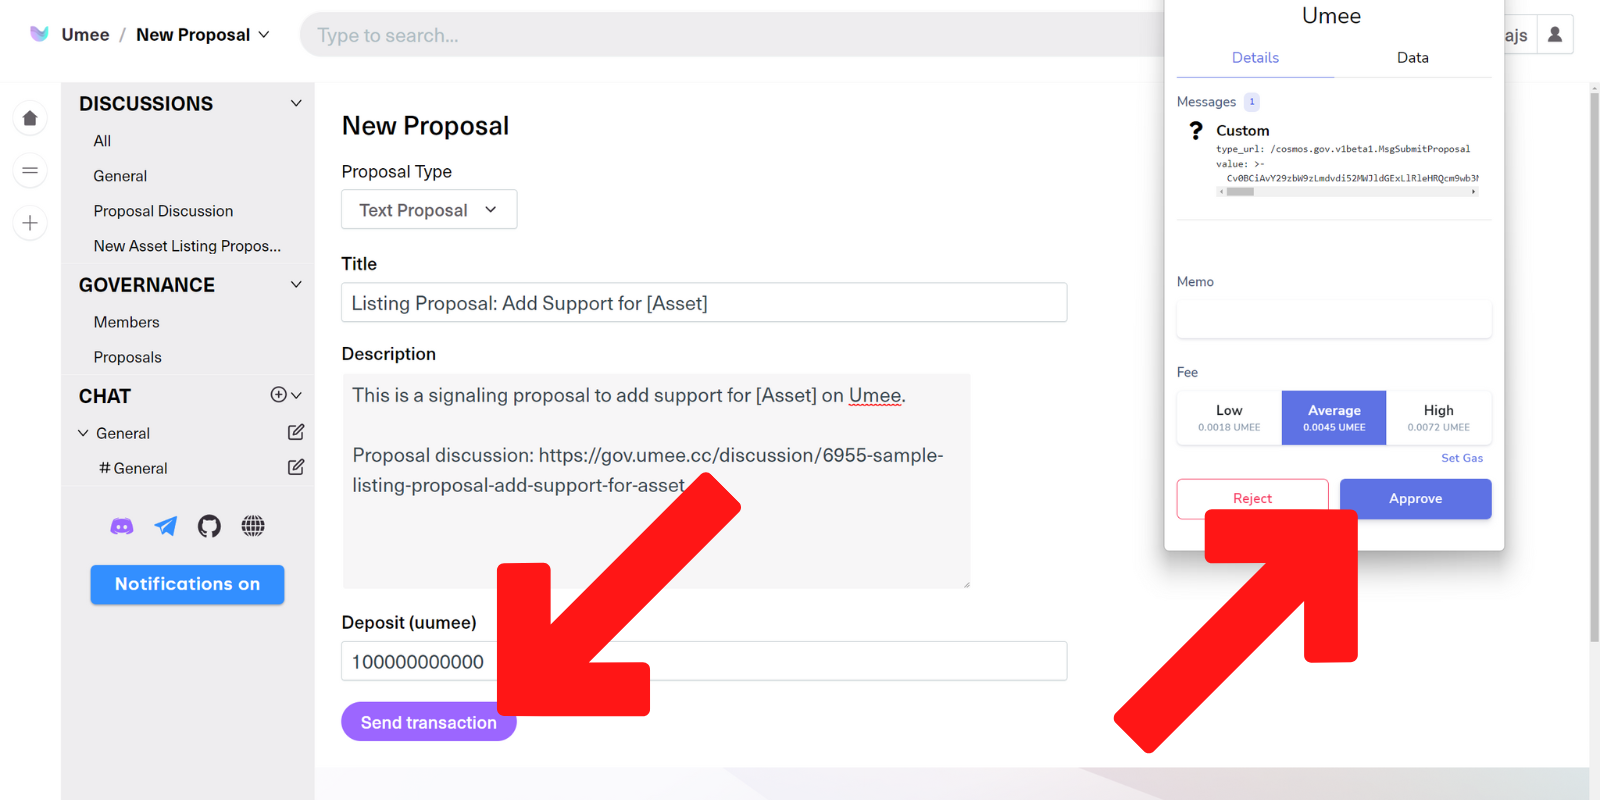 Umee / New Proposal
Type to search...
ajs
DISCUSSIONS
All
General
Proposal Discussion
New Asset Listing Propos...
GOVERNANCE
Members
Proposals
CHAT
General
# General
Notifications on
New Proposal
Proposal Type
Text Proposal
Title
Listing Proposal: Add Support for [Asset]
Description
This is a signaling proposal to add support for [Asset] on Umee.
Proposal discussion: https://gov.umee.cc/discussion/6955-sample-
listing-proposal-add-support-for-asset
Deposit (uumee)
100000000000
Send transaction
Umee
Details Data
Messages 1
? Custom
type_url: /cosmos.gov.v1beta1.MsgSubmitProposal
value: >-
Memo
Fee
Low Average High
0.0018 UMEE 0.0045 UMEE 0.0072 UMEE
Set Gas
Reject Approve